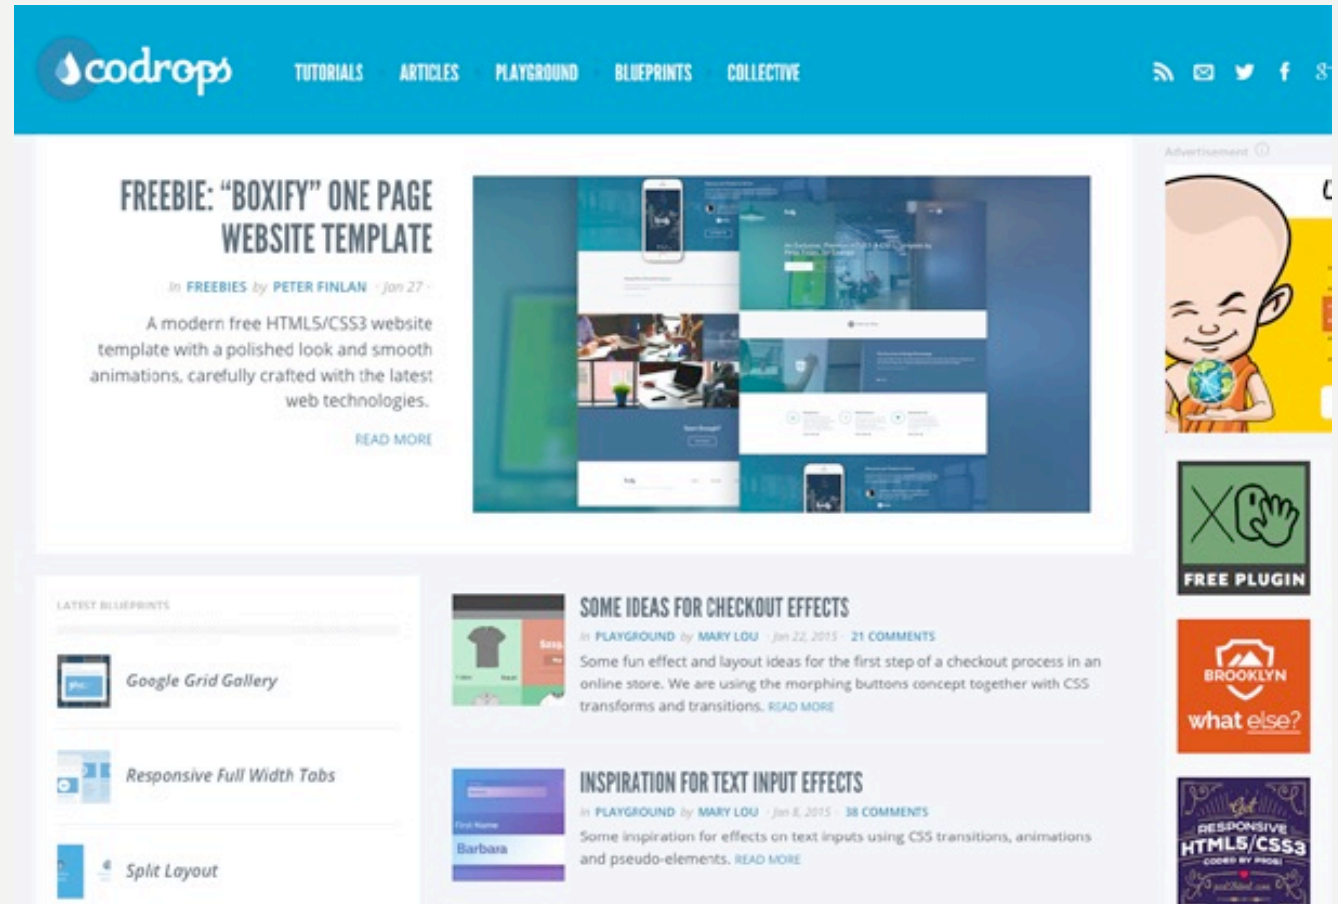 codrops
TUTORIALS
ARTICLES
PLAYGROUND
BLUEPRINTS
COLLECTIVE
Advertisement
FREEBIE: “BOXIFY” ONE PAGE
WEBSITE TEMPLATE
In FREEBIES by PETER FINLAN · Jan 27 ·
A modern free HTML5/CSS3 website
template with a polished look and smooth
animations, carefully crafted with the latest
web technologies.
READ MORE
LATEST BLUEPRINTS
Google Grid Gallery
Responsive Full Width Tabs
Split Layout
SOME IDEAS FOR CHECKOUT EFFECTS
In PLAYGROUND by MARY LOU · Jan 22, 2015 · 21 COMMENTS
Some fun effect and layout ideas for the first step of a checkout process in an
online store. We are using the morphing buttons concept together with CSS
transforms and transitions. READ MORE
First Name
Barbara
INSPIRATION FOR TEXT INPUT EFFECTS
In PLAYGROUND by MARY LOU · Jan 8, 2015 · 38 COMMENTS
Some inspiration for effects on text inputs using CSS transitions, animations
and pseudo-elements. READ MORE
FREE PLUGIN
BROOKLYN
what else?
Get
RESPONSIVE
HTML5/CSS3
CODED BY PROS!